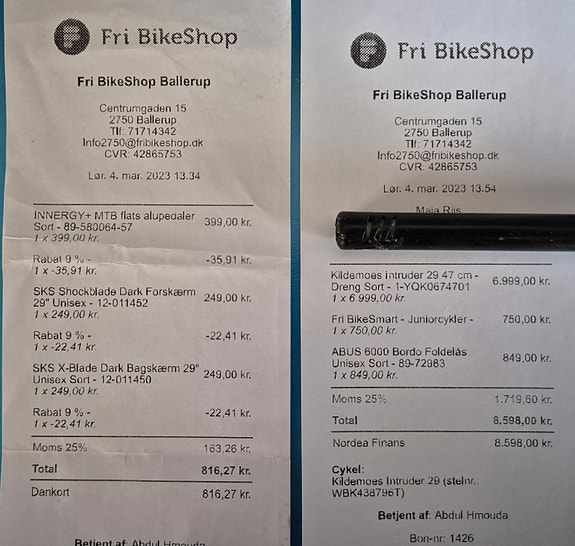 Fri BikeShop
Fri BikeShop Ballerup
Centrumgaden 15
2750 Ballerup
Tlf: 71714342
Info2750@fribikeshop.dk
CVR: 42865753
Lør. 4. mar. 2023 13.34
INNERGY+ MTB flats alupedaler
Sort - 89-580064-57 399,00 kr.
1 x 399,00 kr.
Rabat 9 % - -35,91 kr.
1 x -35,91 kr.
SKS Shockblade Dark Forskærm
29" Unisex - 12-011452 249,00 kr.
1 x 249,00 kr.
Rabat 9 % - -22,41 kr.
1 x -22,41 kr.
SKS X-Blade Dark Bagskærm 29"
Unisex Sort - 12-011450 249,00 kr.
1 x 249,00 kr.
Rabat 9 % - -22,41 kr.
1 x -22,41 kr.
Moms 25% 163,26 kr.
Total 816,27 kr.
Dankort 816,27 kr.
Betjent af: Abdul Hmouda
Fri BikeShop
Fri BikeShop Ballerup
Centrumgaden 15
2750 Ballerup
Tlf: 71714342
Info2750@fribikeshop.dk
CVR: 42865753
Lør. 4. mar. 2023 13.54
Maja Riis
Kildemoes Intruder 29 47 cm -
Dreng Sort - 1-YQK0674701 6.999,00 kr.
1 x 6.999,00 kr.
Fri BikeSmart - Juniorcykler - 750,00 kr.
1 x 750,00 kr.
ABUS 6000 Bordo Foldelås
Unisex Sort - 89-72983 849,00 kr.
1 x 849,00 kr.
Moms 25% 1.719,60 kr.
Total 8.598,00 kr.
Nordea Finans 8.598,00 kr.
Cykel:
Kildemoes Intruder 29 (stelnr.:
WBK438796T)
Betjent af: Abdul Hmouda
Bon-nr: 1426